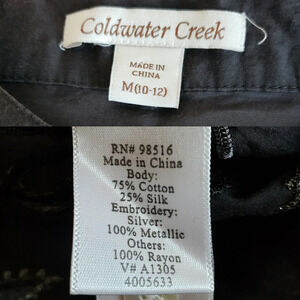 Coldwater Creek
MADE IN
CHINA
M(10-12)
RN# 98516
Made in China
Body:
75% Cotton
25% Silk
Embroidery:
Silver:
100% Metallic
Others:
100% Rayon
V# A1305
4005633